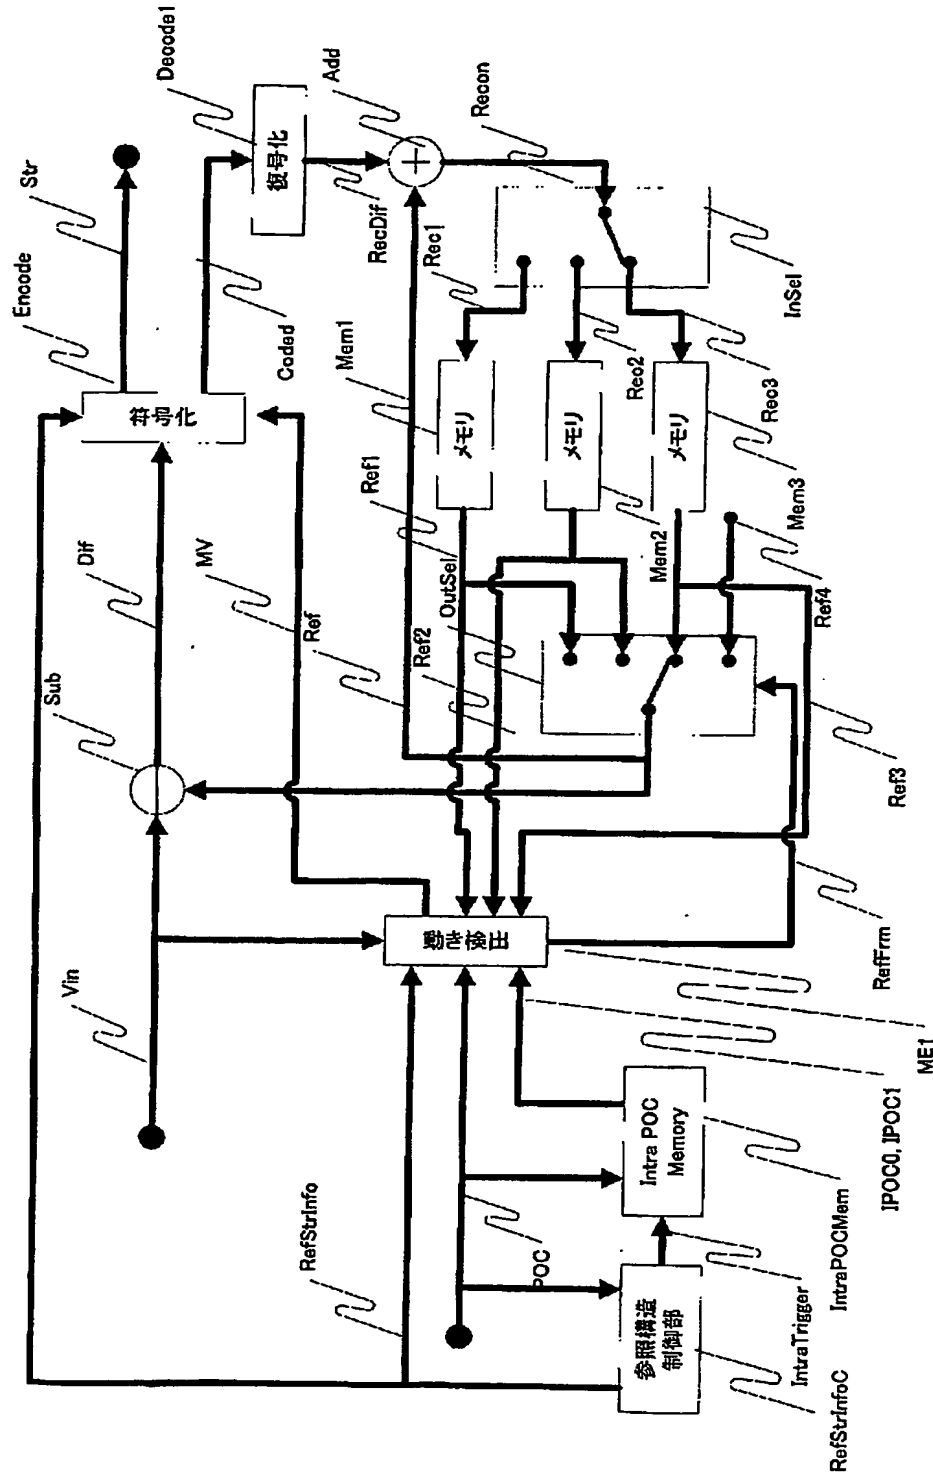 Str
Decode1
Encode
Add
復号化
Recon
RecDif
Coded
符号化
Rec1
InSel
Mem1
メモリ
メモリ
メモリ
Rec2
Rec3
Dif
MV
Ref1
Ref
Ref2
OutSel
Mem2
Mem3
Ref4
Sub
Ref3
動き検出
RefFrm
Vin
ME1
IPOC0, IPOC1
Intra POC
Memory
RefStrInfo
POC
IntraPOCMem
参照構造
制御部
IntraTrigger
RefStrInfoC